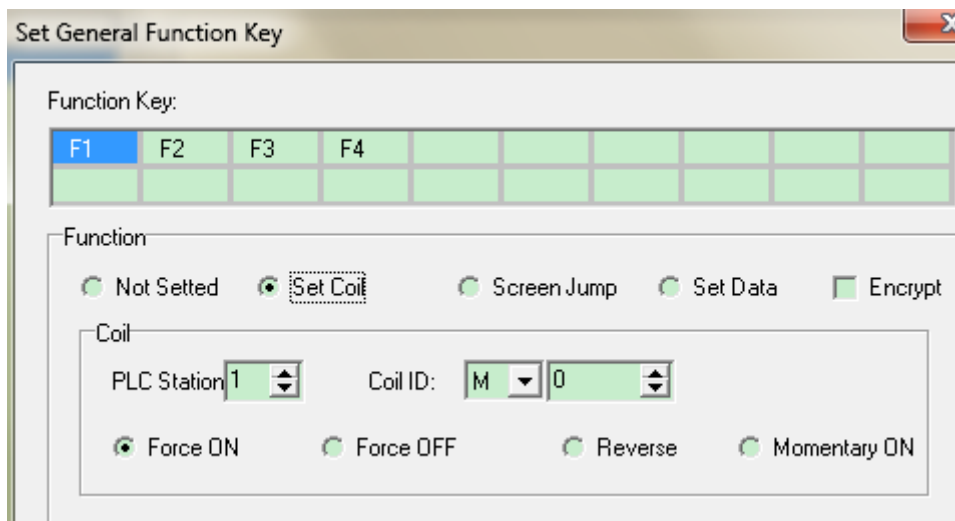 Set General Function Key
Function Key:
F1 F2 F3 F4
Function
Not Setted Set Coil Screen Jump Set Data Encrypt
Coil
PLC Station 1 Coil ID: M 0
Force ON Force OFF Reverse Momentary ON